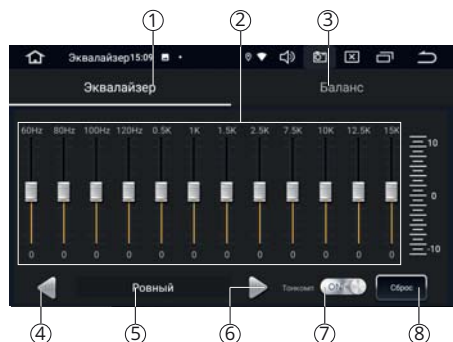 ① ② ③
Эквалайзер 15:09
Эквалайзер Баланс
60Hz 80Hz 100Hz 120Hz 0.5K 1K 1.5K 2.5K 7.5K 10K 12.5K 15K
10
0
-10
0 0 0 0 0 0 0 0 0 0 0 0
Ровный Тонкомп ON Сброс
④ ⑤ ⑥ ⑦ ⑧